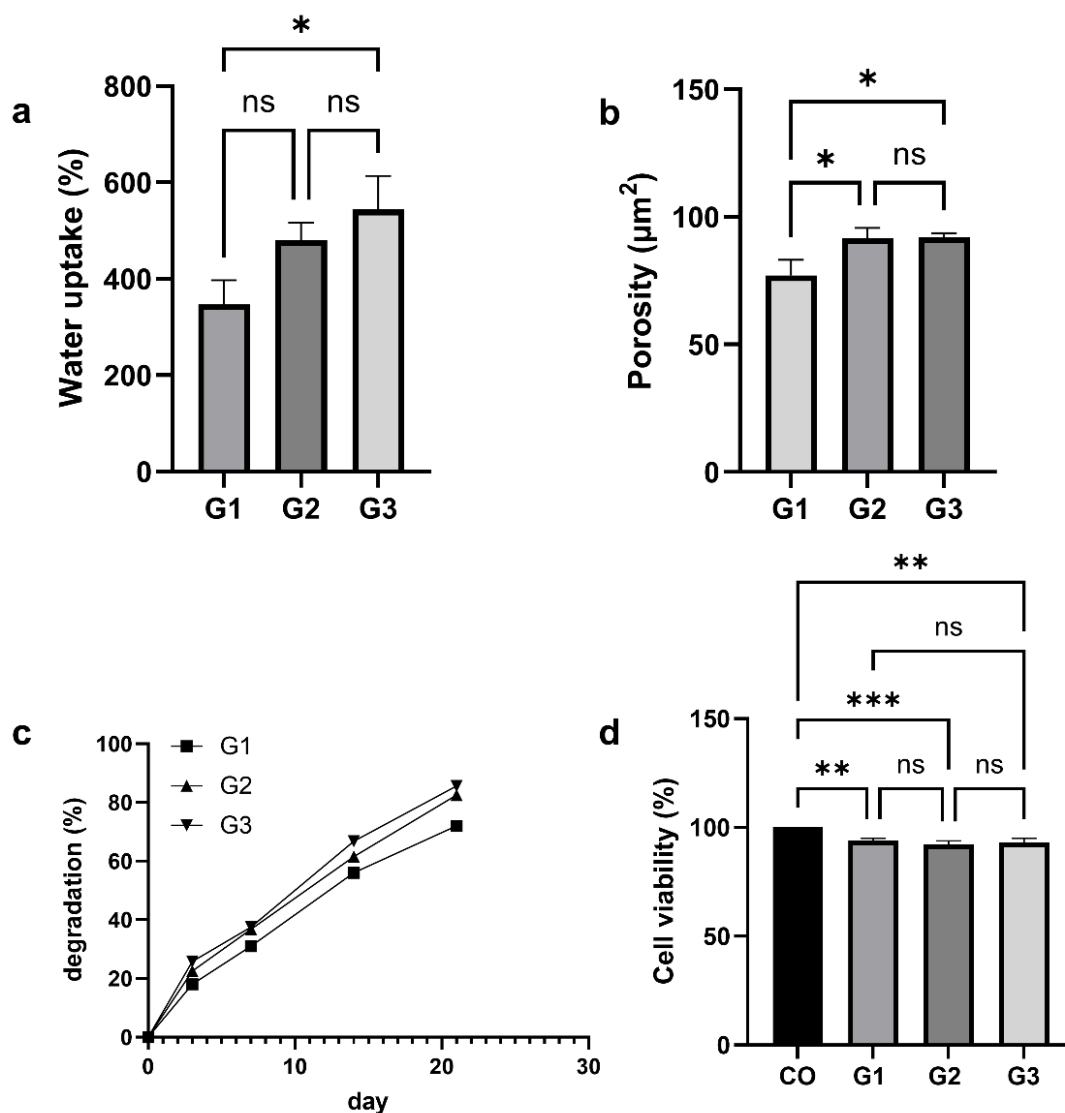 a
*
ns
ns
Water uptake (%)
800
600
400
200
0
G1
G2
G3
b
*
*
ns
Porosity (µm²)
150
100
50
0
G1
G2
G3
c
G1
G2
G3
degradation (%)
100
80
60
40
20
0
0
10
20
30
day
d
**
ns
***
**
ns
ns
Cell viability (%)
150
100
50
0
CO
G1
G2
G3